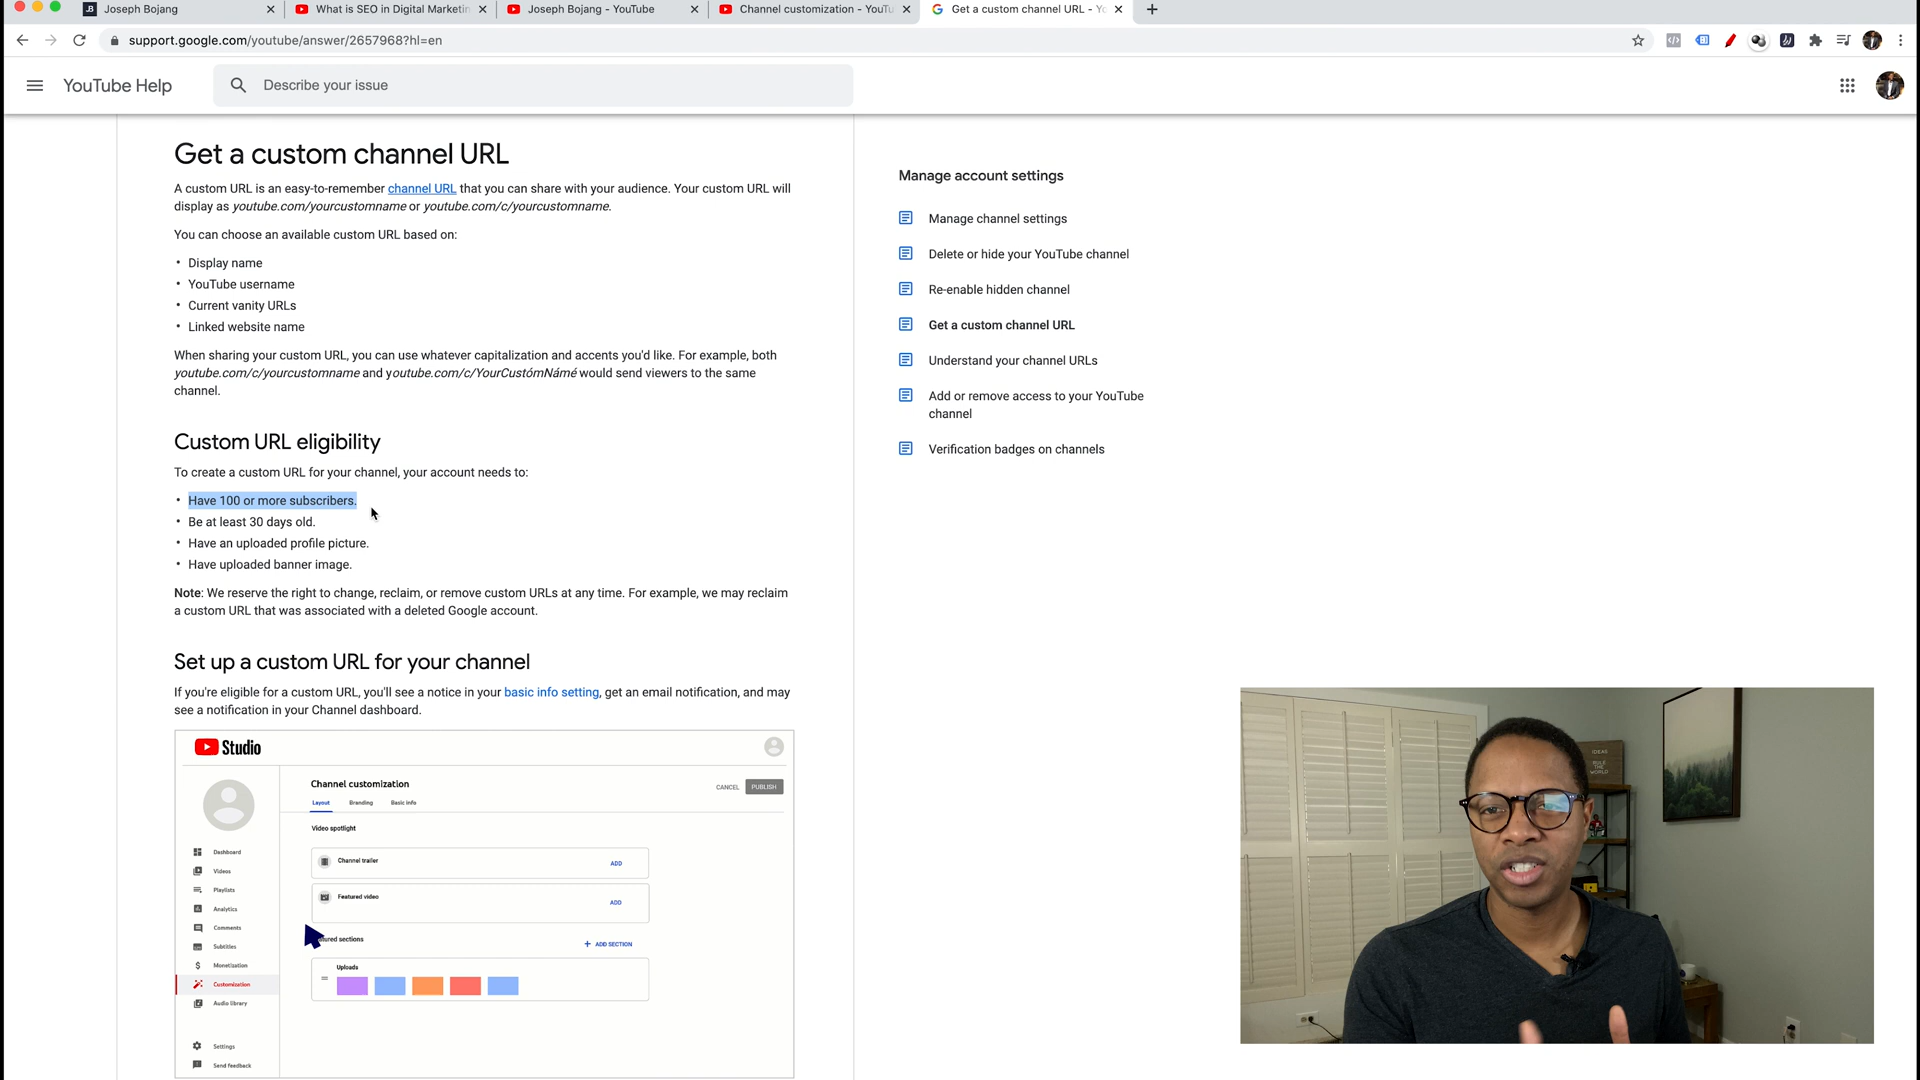 Joseph Bojang
What is SEO in Digital Marketin
Joseph Bojang - YouTube
Channel customization - YouTu
Get a custom channel URL - Yo
support.google.com/youtube/answer/2657968?hl=en
YouTube Help
Describe your issue
Get a custom channel URL
A custom URL is an easy-to-remember channel URL that you can share with your audience. Your custom URL will
display as youtube.com/yourcustomname or youtube.com/c/yourcustomname.
You can choose an available custom URL based on:
• Display name
• YouTube username
• Current vanity URLs
• Linked website name
When sharing your custom URL, you can use whatever capitalization and accents you'd like. For example, both
youtube.com/c/yourcustomname and youtube.com/c/YourCustómNámé would send viewers to the same
channel.
Custom URL eligibility
To create a custom URL for your channel, your account needs to:
• Have 100 or more subscribers.
• Be at least 30 days old.
• Have an uploaded profile picture.
• Have uploaded banner image.
Note: We reserve the right to change, reclaim, or remove custom URLs at any time. For example, we may reclaim
a custom URL that was associated with a deleted Google account.
Set up a custom URL for your channel
If you're eligible for a custom URL, you'll see a notice in your basic info setting, get an email notification, and may
see a notification in your Channel dashboard.
Studio
Channel customization
CANCEL PUBLISH
Layout Branding Basic info
Video spotlight
Channel trailer ADD
Featured video ADD
tured sections + ADD SECTION
Uploads
Dashboard
Videos
Playlists
Analytics
Comments
Subtitles
Monetization
Customization
Audio library
Settings
Send feedback
Manage account settings
Manage channel settings
Delete or hide your YouTube channel
Re-enable hidden channel
Get a custom channel URL
Understand your channel URLs
Add or remove access to your YouTube
channel
Verification badges on channels
IDEAS
RULE THE
WORLD